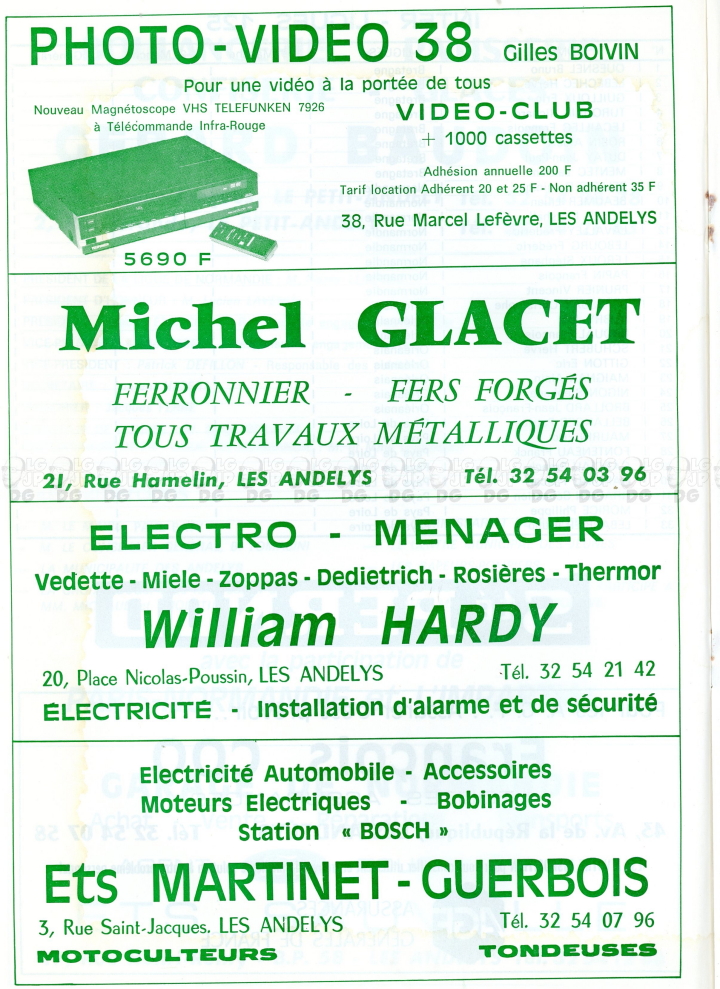 PHOTO-VIDEO 38 Gilles BOIVIN
Pour une vidéo à la portée de tous
Nouveau Magnétoscope VHS TELEFUNKEN 7926
à Télécommande Infra-Rouge
VIDEO-CLUB
+ 1000 cassettes
Adhésion annuelle 200 F
Tarif location Adhérent 20 et 25 F - Non adhérent 35 F
38, Rue Marcel Lefèvre, LES ANDELYS
5690 F
Michel GLACET
FERRONNIER - FERS FORGÉS
TOUS TRAVAUX MÉTALLIQUES
21, Rue Hamelin, LES ANDELYS Tél. 32 54 03 96
ELECTRO - MENAGER
Vedette - Miele - Zoppas - Dedietrich - Rosières - Thermor
William HARDY
20, Place Nicolas-Poussin, LES ANDELYS Tél. 32 54 21 42
ÉLECTRICITÉ - Installation d'alarme et de sécurité
Electricité Automobile - Accessoires
Moteurs Electriques - Bobinages
Station « BOSCH »
Ets MARTINET - GUERBOIS
3, Rue Saint-Jacques. LES ANDELYS Tél. 32 54 07 96
MOTOCULTEURS TONDEUSES